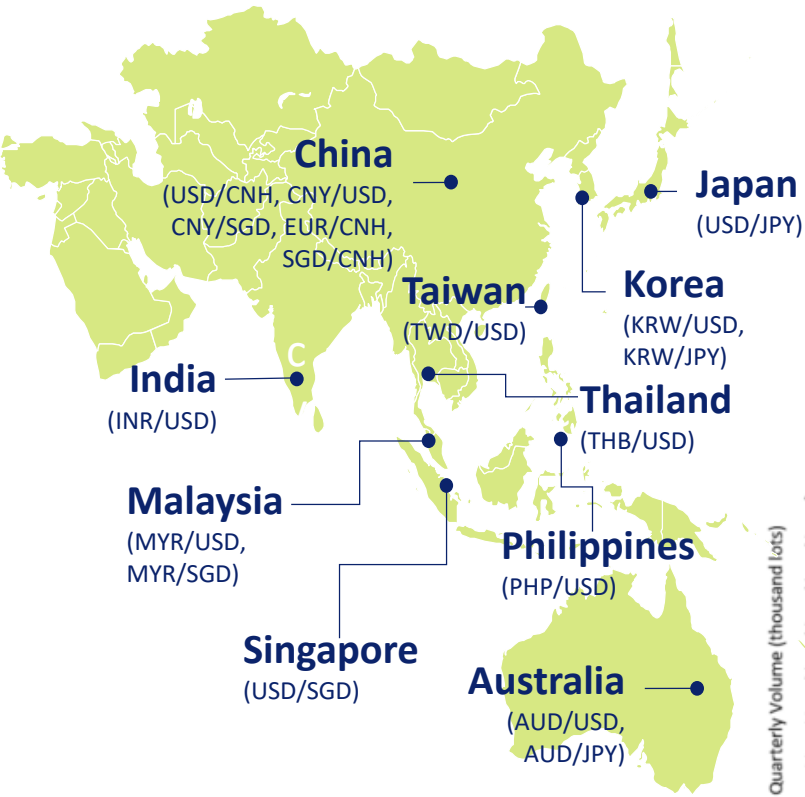 China
(USD/CNH, CNY/USD,
CNY/SGD, EUR/CNH,
SGD/CNH)
Japan
(USD/JPY)
Taiwan
(TWD/USD)
Korea
(KRW/USD,
KRW/JPY)
C
India
(INR/USD)
Thailand
(THB/USD)
Malaysia
(MYR/USD,
MYR/SGD)
Philippines
(PHP/USD)
Singapore
(USD/SGD)
Australia
(AUD/USD,
AUD/JPY)
Quarterly Volume (thousand lots)